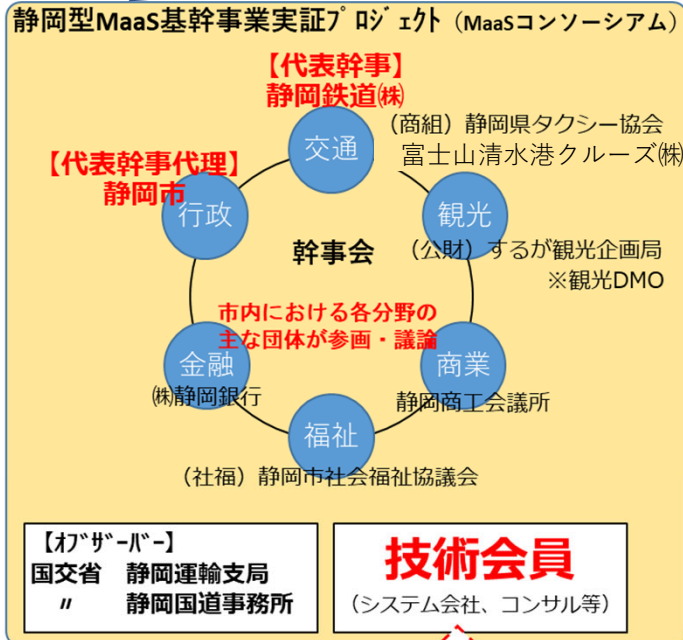 静岡型MaaS基幹事業実証ﾌﾟﾛｼﾞｪｸﾄ（MaaSコンソーシアム）
【代表幹事】
静岡鉄道㈱
交通
（商組）静岡県タクシー協会
富士山清水港クルーズ㈱
【代表幹事代理】
静岡市
行政
観光
幹事会
（公財）するが観光企画局
※観光DMO
市内における各分野の
主な団体が参画・議論
金融
㈱静岡銀行
商業
静岡商工会議所
福祉
（社福）静岡市社会福祉協議会
【ｵﾌﾞｻﾞｰﾊﾞｰ】
国交省　静岡運輸支局
〃　静岡国道事務所
技術会員
（システム会社、コンサル等）